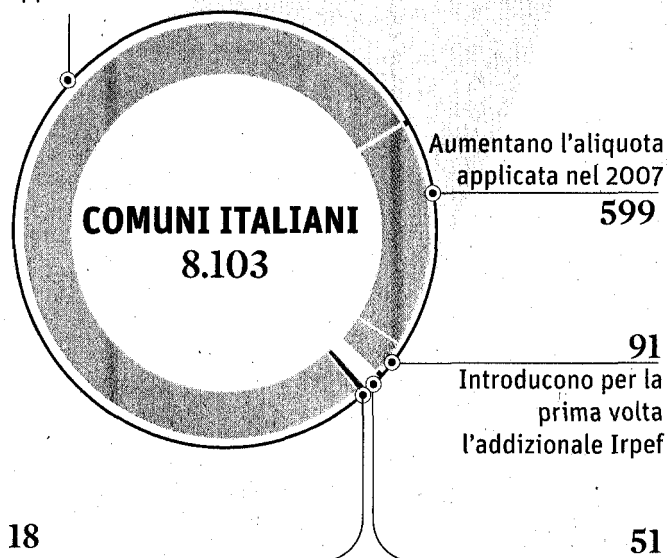 COMUNI ITALIANI
8.103
Aumentano l'aliquota
applicata nel 2007
599
91
Introducono per la
prima volta
l'addizionale Irpef
18
51